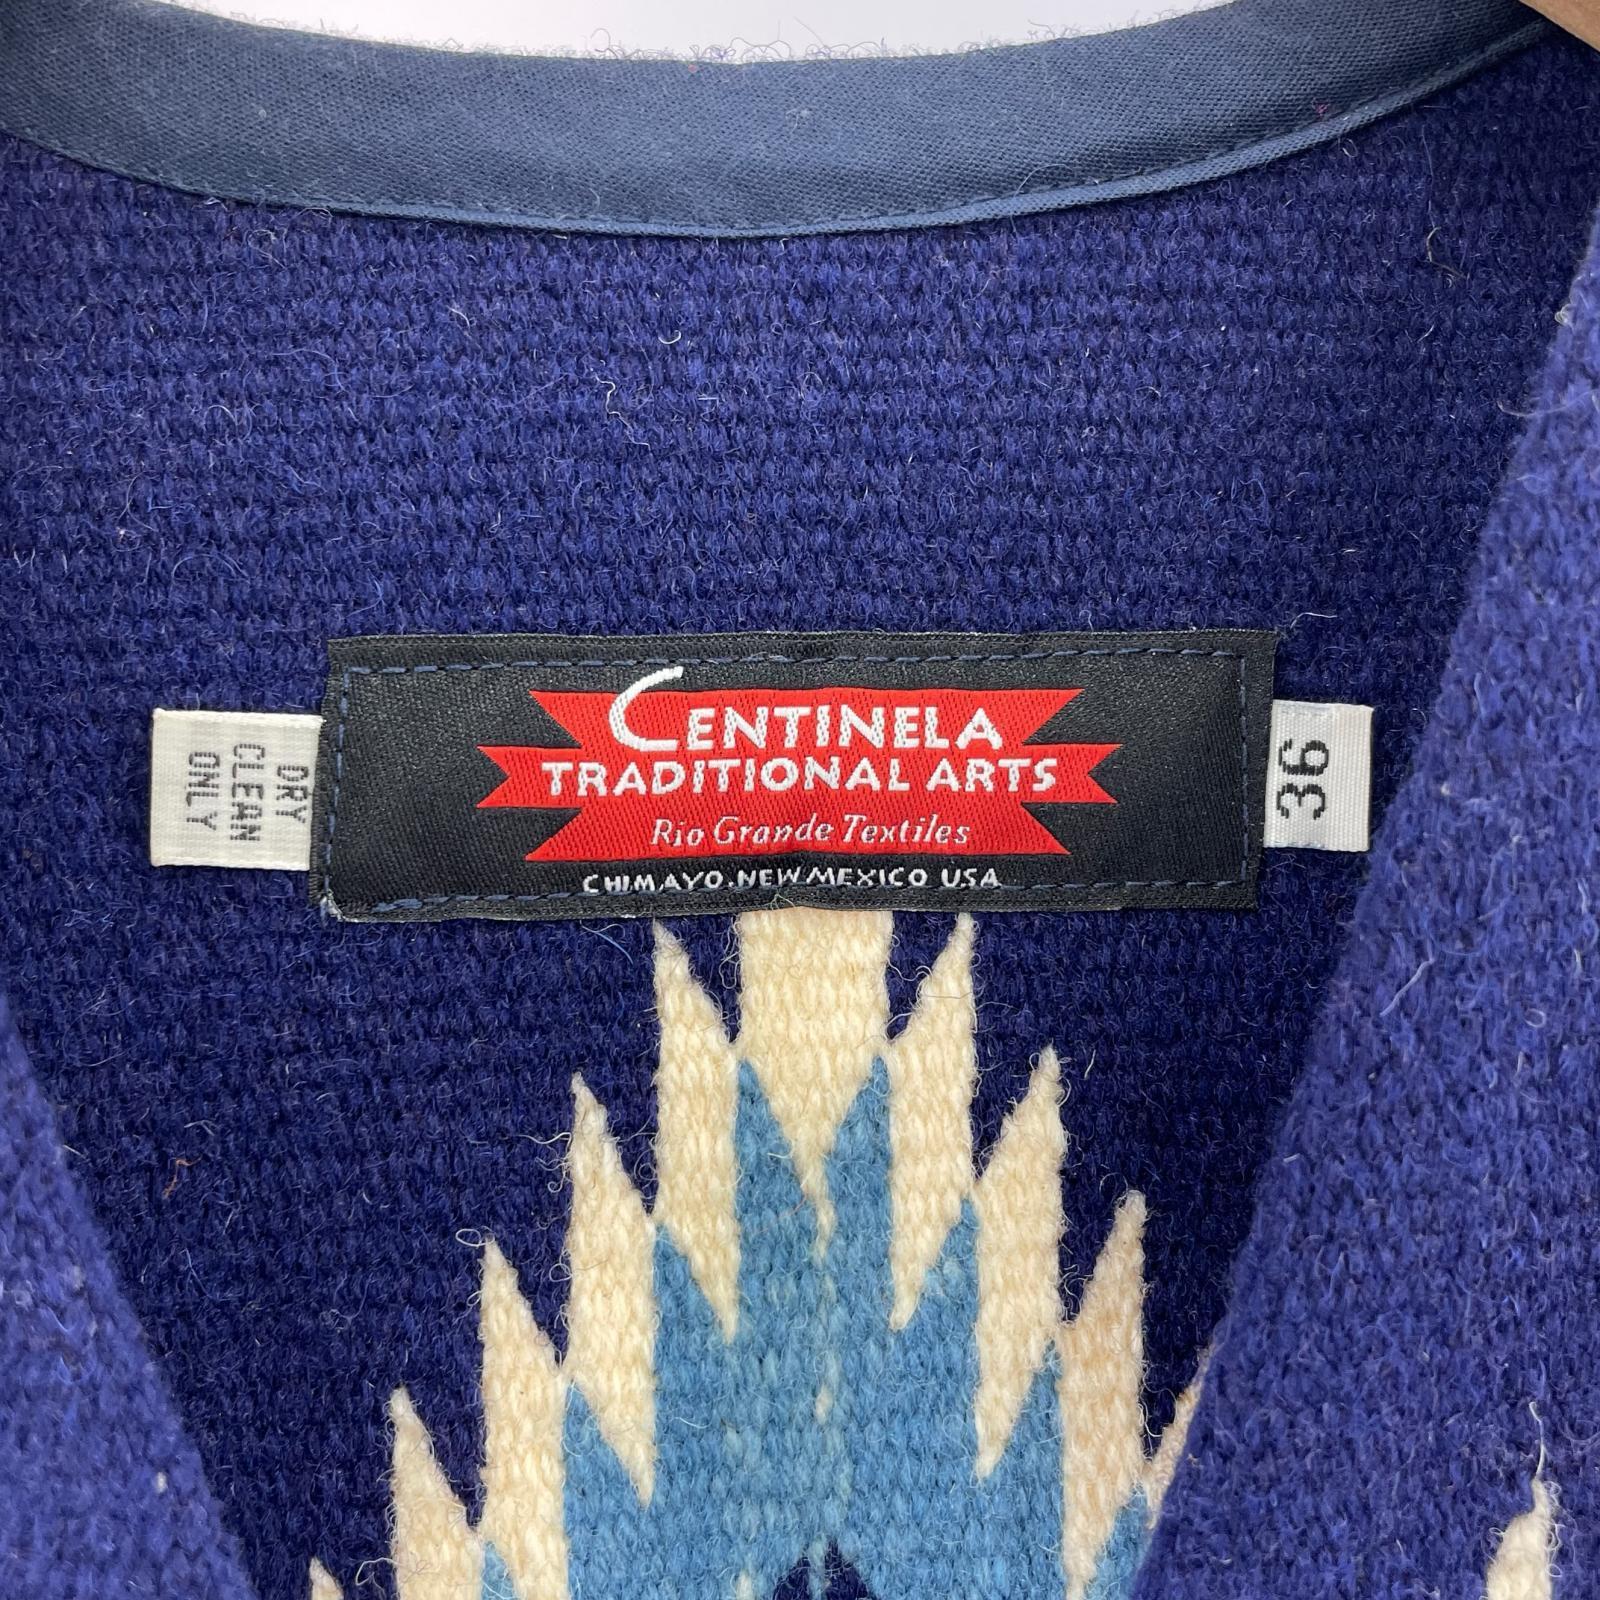 CENTINELA
TRADITIONAL ARTS
Rio Grande Textiles
CHIMAYO, NEW MEXICO USA
DRY
CLEAN
ONLY
36